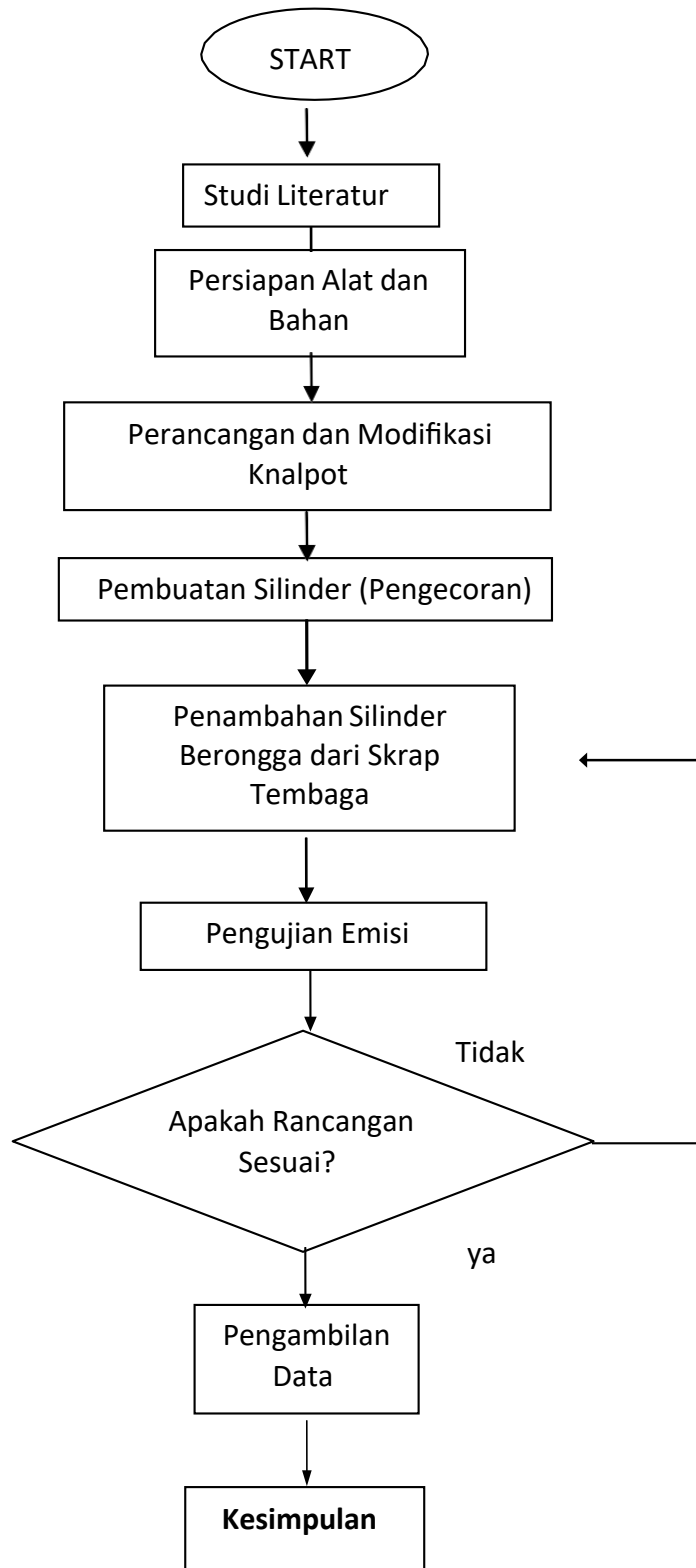 START
Studi Literatur
Persiapan Alat dan
Bahan
Perancangan dan Modifikasi
Knalpot
Pembuatan Silinder (Pengecoran)
Penambahan Silinder
Berongga dari Skrap
Tembaga
Pengujian Emisi
Tidak
Apakah Rancangan
Sesuai?
ya
Pengambilan
Data
Kesimpulan